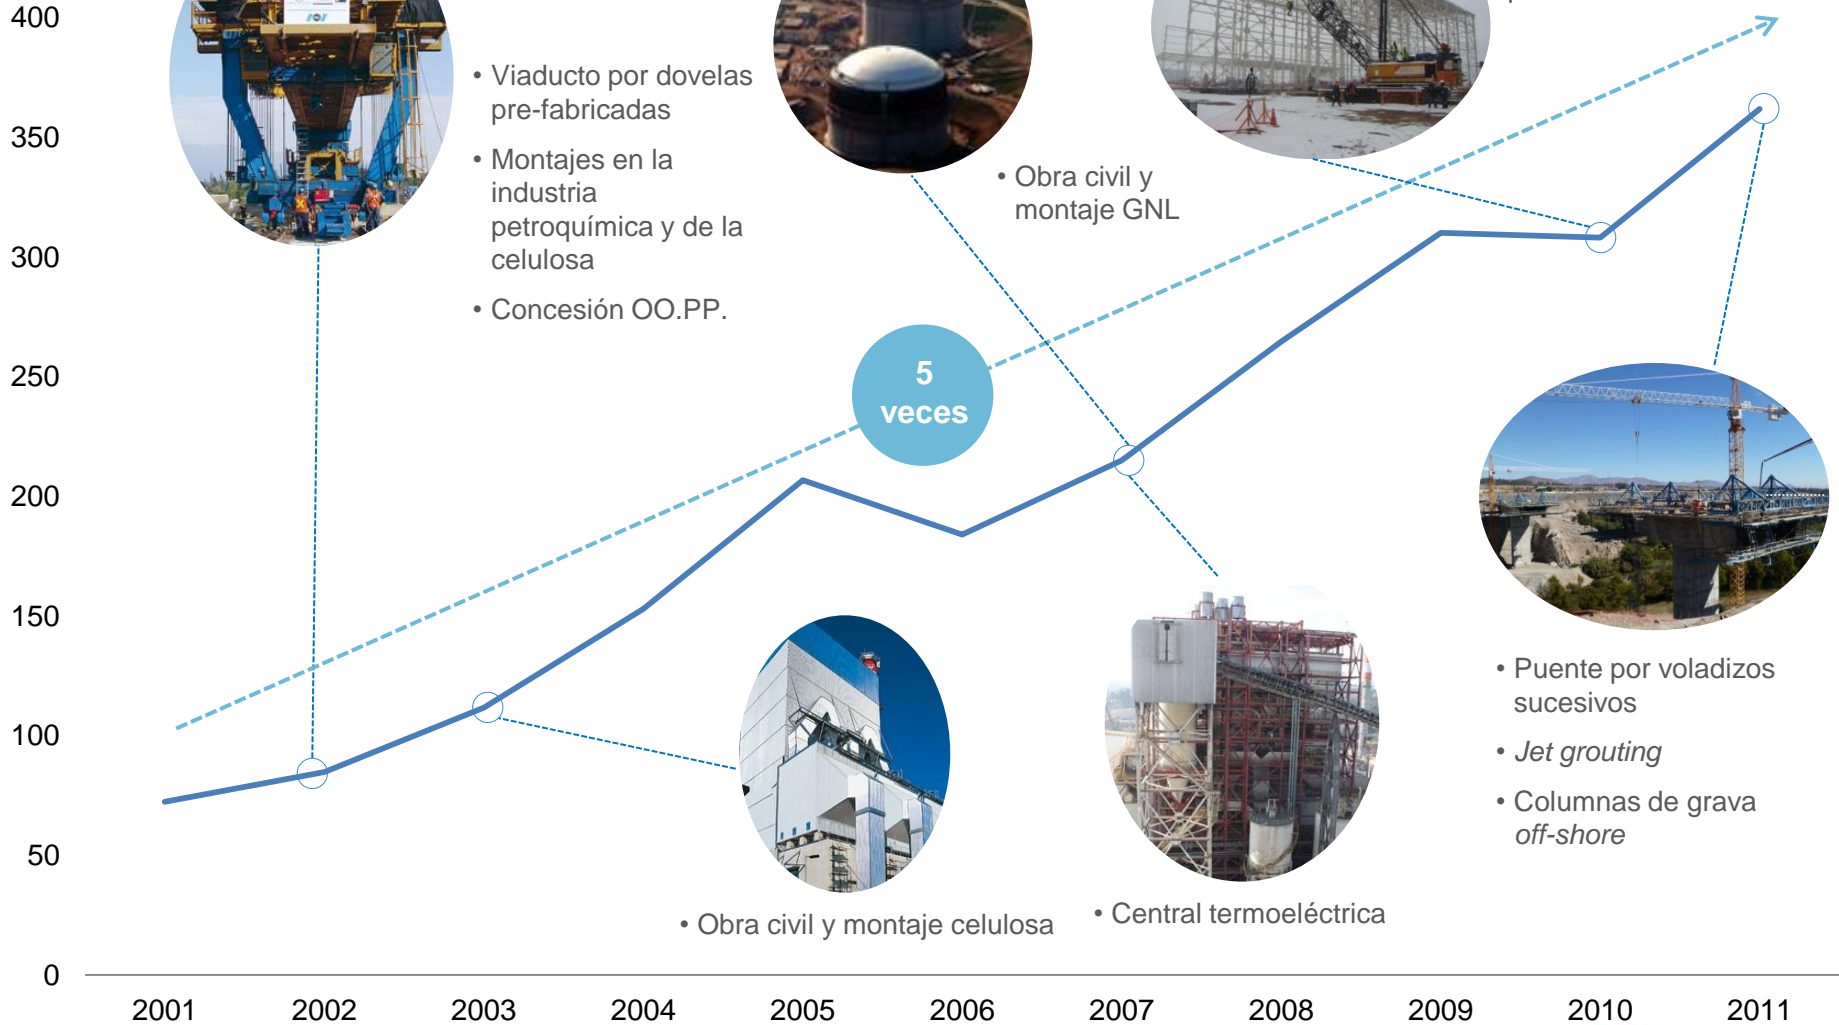 400
350
300
250
200
150
100
50
0
• Viaducto por dovelas
pre-fabricadas
• Montajes en la
industria
petroquímica y de la
celulosa
• Concesión OO.PP.
• Obra civil y
montaje GNL
5
veces
• Puente por voladizos
sucesivos
• Jet grouting
• Columnas de grava
off-shore
• Obra civil y montaje celulosa
• Central termoeléctrica
2001 2002 2003 2004 2005 2006 2007 2008 2009 2010 2011